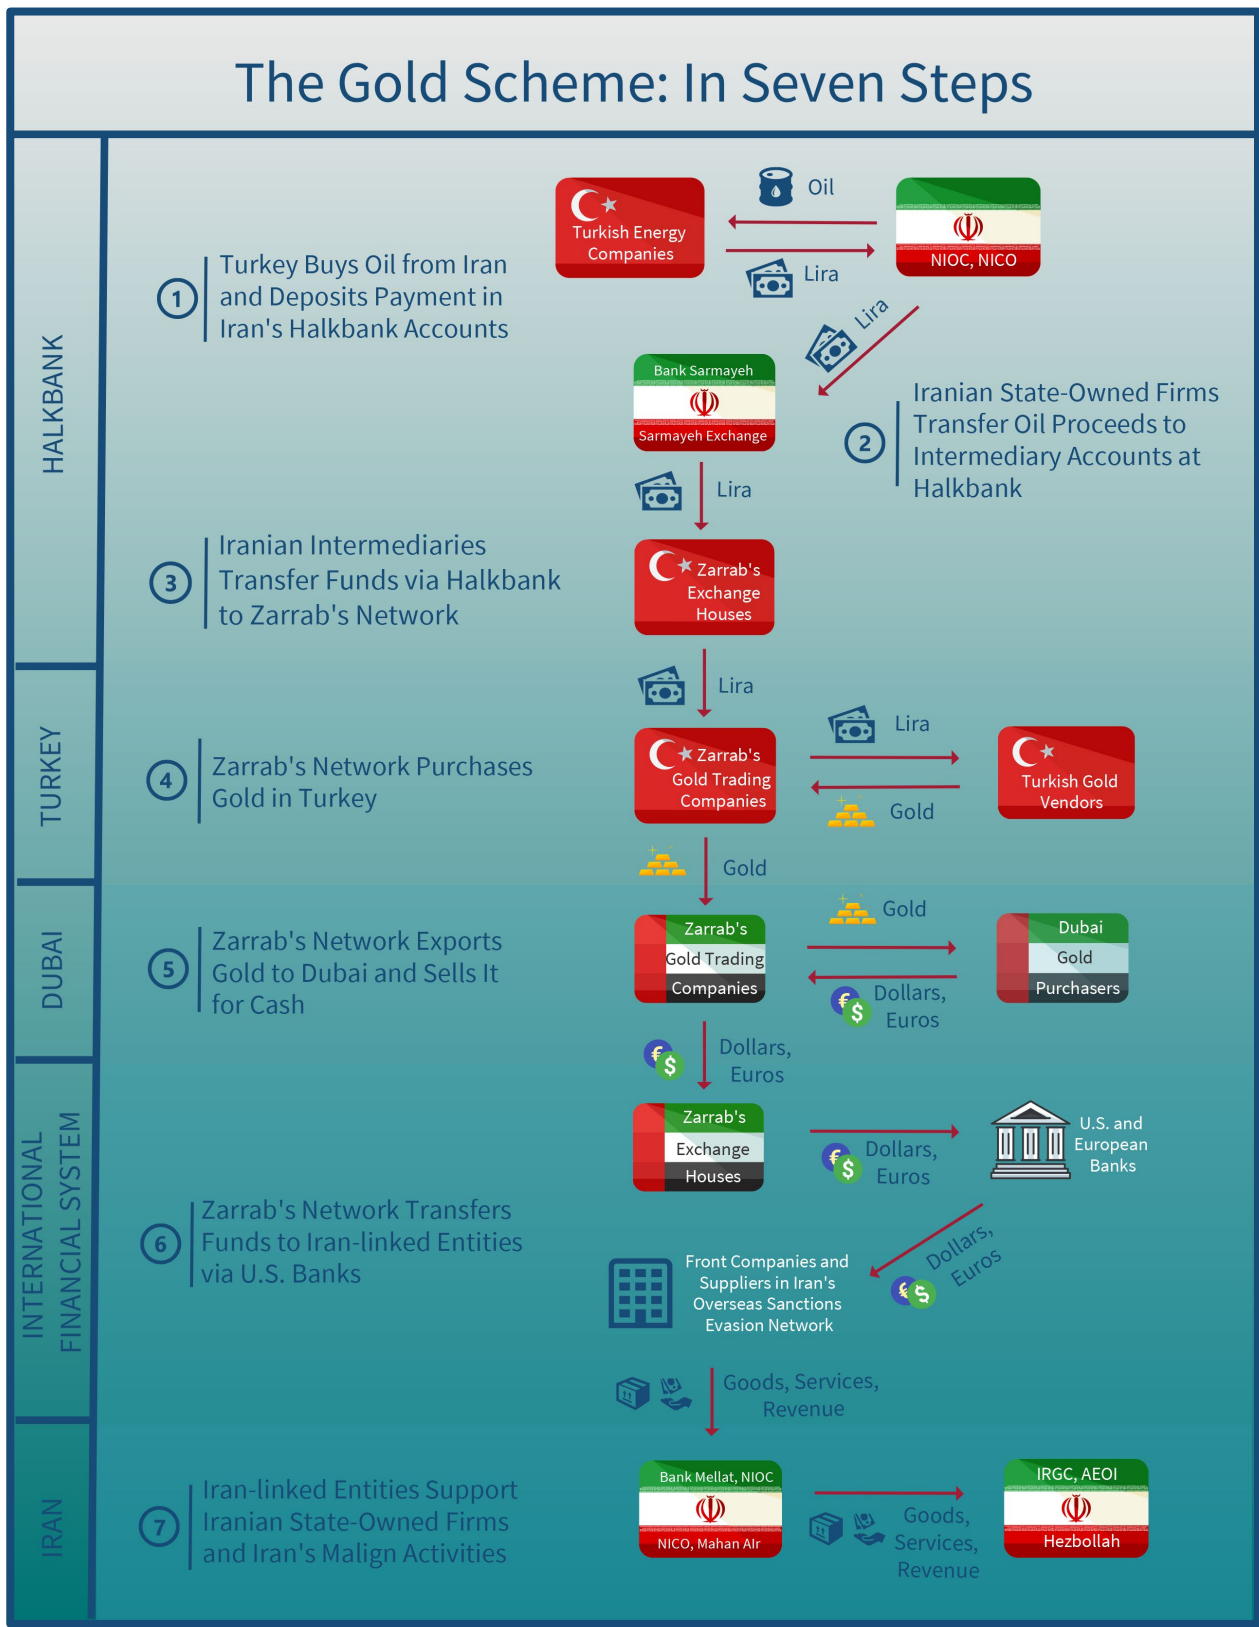 The Gold Scheme: In Seven Steps
HALKBANK
Oil
Turkish Energy
Companies
NIOC, NICO
Lira
1
Turkey Buys Oil from Iran
and Deposits Payment in
Iran's Halkbank Accounts
Lira
Bank Sarmayeh
Sarmayeh Exchange
2
Iranian State-Owned Firms
Transfer Oil Proceeds to
Intermediary Accounts at
Halkbank
Lira
3
Iranian Intermediaries
Transfer Funds via Halkbank
to Zarrab's Network
Zarrab's
Exchange
Houses
Lira
TURKEY
4
Zarrab's Network Purchases
Gold in Turkey
Zarrab's
Gold Trading
Companies
Lira
Gold
Turkish Gold
Vendors
Gold
DUBAI
5
Zarrab's Network Exports
Gold to Dubai and Sells It
for Cash
Zarrab's
Gold Trading
Companies
Gold
Dollars,
Euros
Dubai
Gold
Purchasers
Dollars,
Euros
INTERNATIONAL
FINANCIAL SYSTEM
Zarrab's
Exchange
Houses
Dollars,
Euros
U.S. and
European
Banks
6
Zarrab's Network Transfers
Funds to Iran-linked Entities
via U.S. Banks
Dollars,
Euros
Front Companies and
Suppliers in Iran's
Overseas Sanctions
Evasion Network
Goods, Services,
Revenue
IRAN
7
Iran-linked Entities Support
Iranian State-Owned Firms
and Iran's Malign Activities
Bank Mellat, NIOC
NICO, Mahan AIr
Goods,
Services,
Revenue
IRGC, AEOI
Hezbollah